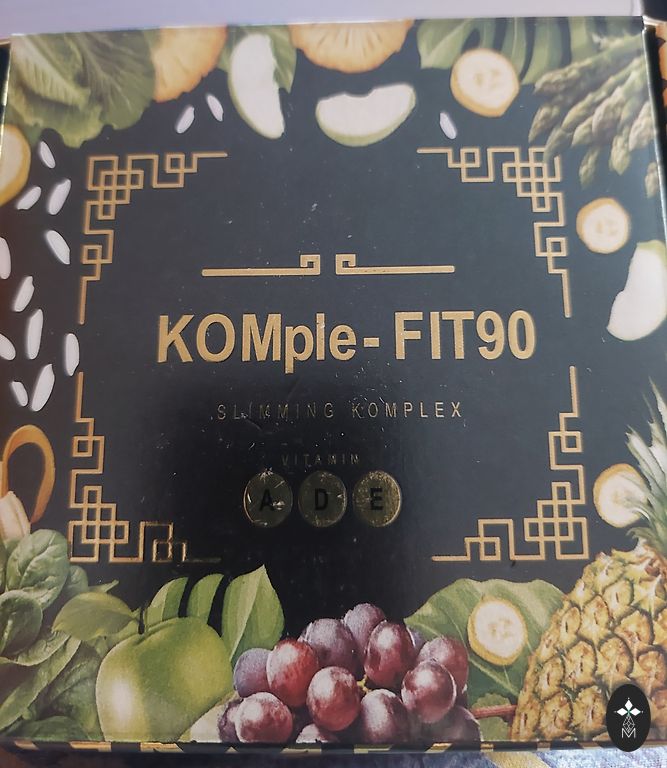 KOMple-FIT90
SLIMMING KOMPLEX
VITAMIN
A D E
M